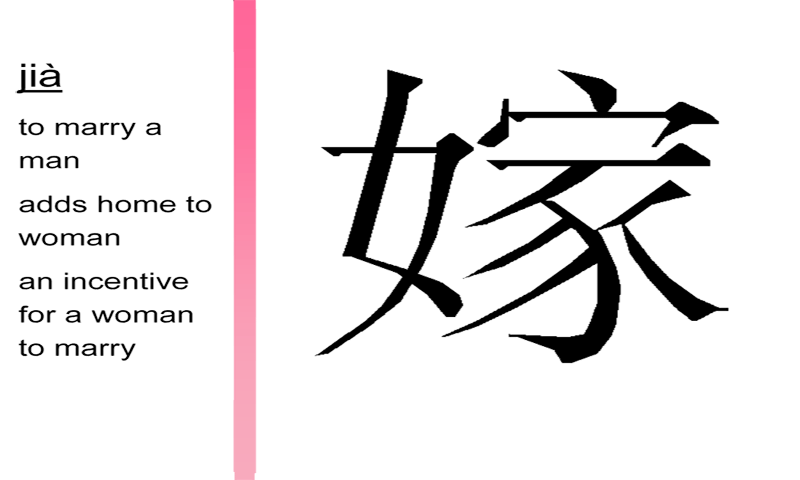 jià
to marry a
man
adds home to
woman
an incentive
for a woman
to marry
嫁